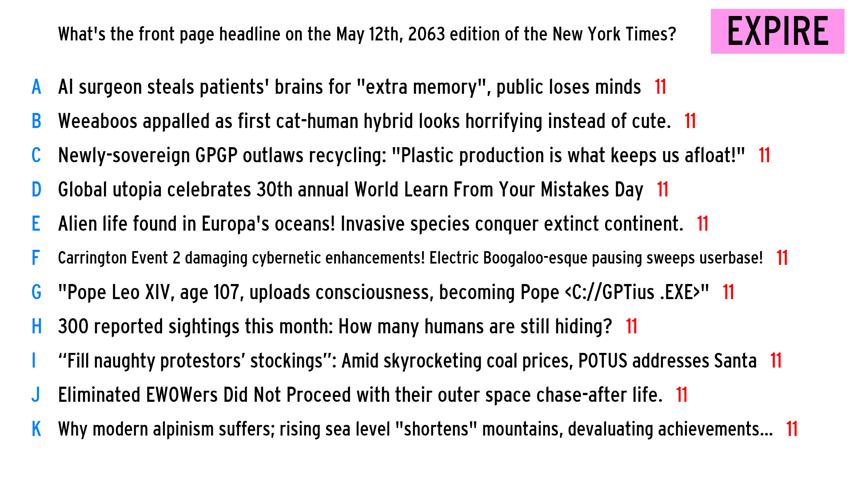 What's the front page headline on the May 12th, 2063 edition of the New York Times?
EXPIRE
A AI surgeon steals patients' brains for "extra memory", public loses minds 11
B Weeaboos appalled as first cat-human hybrid looks horrifying instead of cute. 11
C Newly-sovereign GPGP outlaws recycling: "Plastic production is what keeps us afloat!" 11
D Global utopia celebrates 30th annual World Learn From Your Mistakes Day 11
E Alien life found in Europa's oceans! Invasive species conquer extinct continent. 11
F Carrington Event 2 damaging cybernetic enhancements! Electric Boogaloo-esque pausing sweeps userbase! 11
G "Pope Leo XIV, age 107, uploads consciousness, becoming Pope <C://GPTius .EXE>" 11
H 300 reported sightings this month: How many humans are still hiding? 11
I “Fill naughty protestors’ stockings”: Amid skyrocketing coal prices, POTUS addresses Santa 11
J Eliminated EWOWers Did Not Proceed with their outer space chase-after life. 11
K Why modern alpinism suffers; rising sea level "shortens" mountains, devaluating achievements... 11